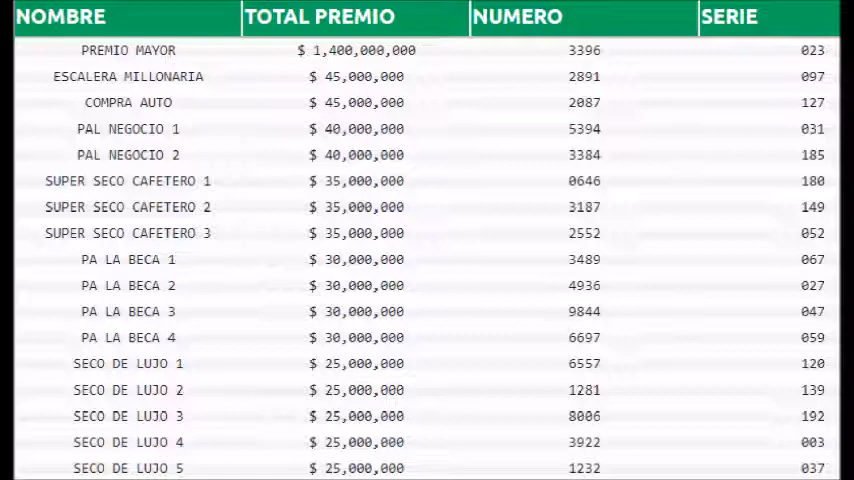 NOMBRE TOTAL PREMIO NUMERO SERIE
PREMIO MAYOR $ 1,400,000,000 3396 023
ESCALERA MILLONARIA $ 45,000,000 2891 097
COMPRA AUTO $ 45,000,000 2087 127
PAL NEGOCIO 1 $ 40,000,000 5394 031
PAL NEGOCIO 2 $ 40,000,000 3384 185
SUPER SECO CAFETERO 1 $ 35,000,000 0646 180
SUPER SECO CAFETERO 2 $ 35,000,000 3187 149
SUPER SECO CAFETERO 3 $ 35,000,000 2552 052
PA LA BECA 1 $ 30,000,000 3489 067
PA LA BECA 2 $ 30,000,000 4936 027
PA LA BECA 3 $ 30,000,000 9844 047
PA LA BECA 4 $ 30,000,000 6697 059
SECO DE LUJO 1 $ 25,000,000 6557 120
SECO DE LUJO 2 $ 25,000,000 1281 139
SECO DE LUJO 3 $ 25,000,000 8006 192
SECO DE LUJO 4 $ 25,000,000 3922 003
SECO DE LUJO 5 $ 25,000,000 1232 037